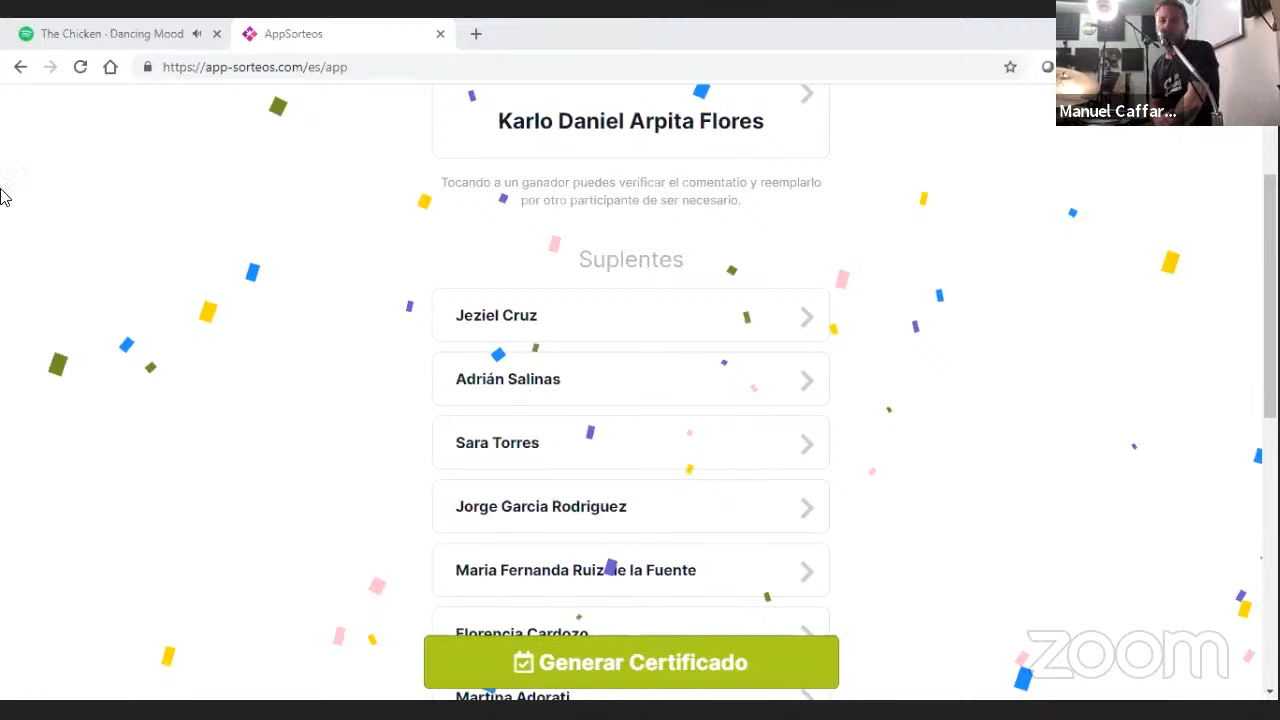 The Chicken · Dancing Mood
AppSorteos
https://app-sorteos.com/es/app
Manuel Caffar...
Karlo Daniel Arpita Flores
Tocando a un ganador puedes verificar el comentatio y reemplarlo
por otro participante de ser necesario.
Suplentes
Jeziel Cruz
Adrián Salinas
Sara Torres
Jorge Garcia Rodriguez
Maria Fernanda Ruiz de la Fuente
Florencia Cardozo
Generar Certificado
Martina Adorati
zoom